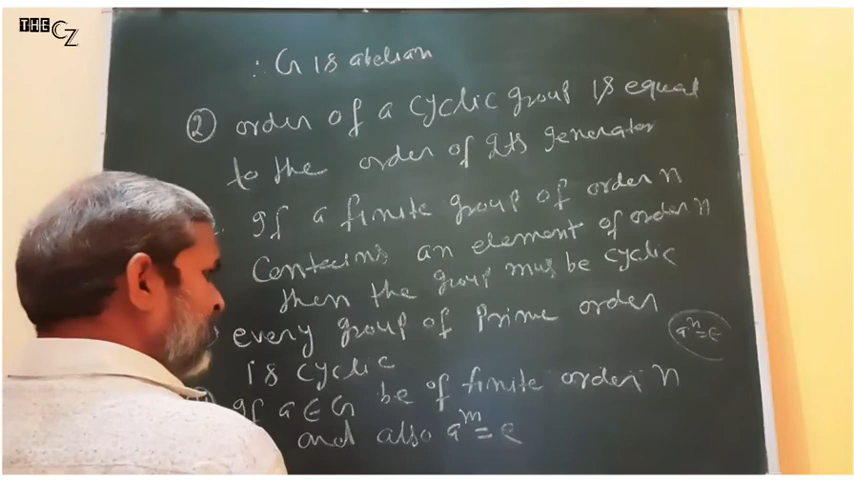 THE CZ
∴ G is abelian
② order of a cyclic group is equal
to the order of its generator
If a finite group of order n
Contains an element of order n
then the group must be cyclic
every group of Prime order
is cyclic
aⁿ=e
If a ∈ G be of finite order n
and also aᵐ = e